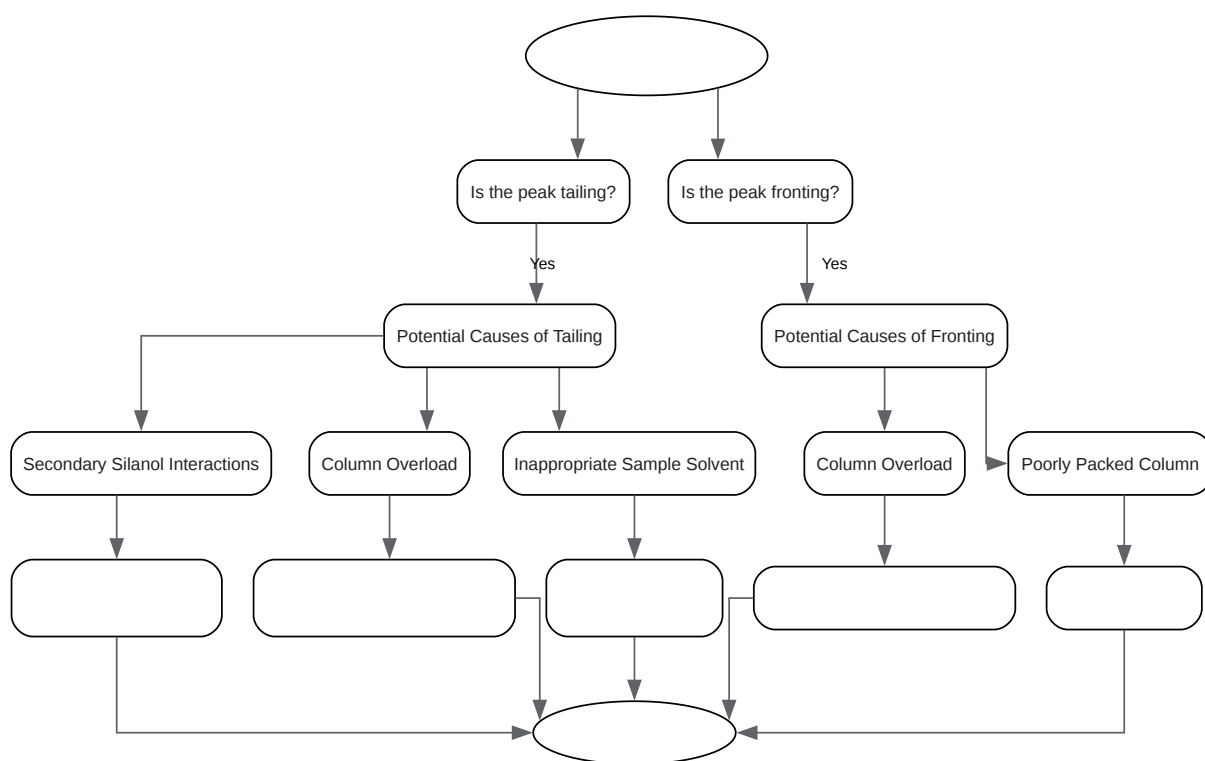 Is the peak tailing?
Is the peak fronting?
Yes
Yes
Potential Causes of Tailing
Potential Causes of Fronting
Secondary Silanol Interactions
Column Overload
Inappropriate Sample Solvent
Column Overload
Poorly Packed Column